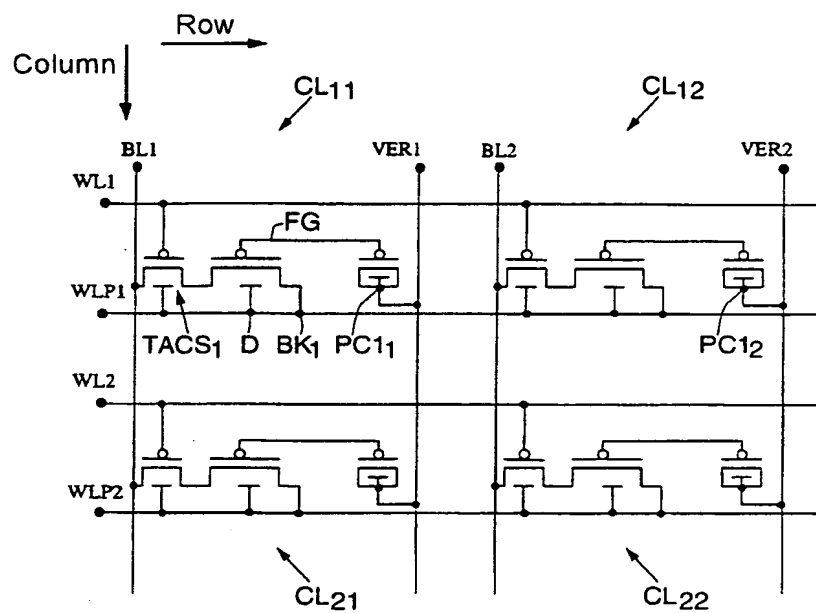 Row
Column
CL11 CL12
BL1 VER1 BL2 VER2
WL1
FG
WLP1
TACS1 D BK1 PC11 PC12
WL2
WLP2
CL21 CL22